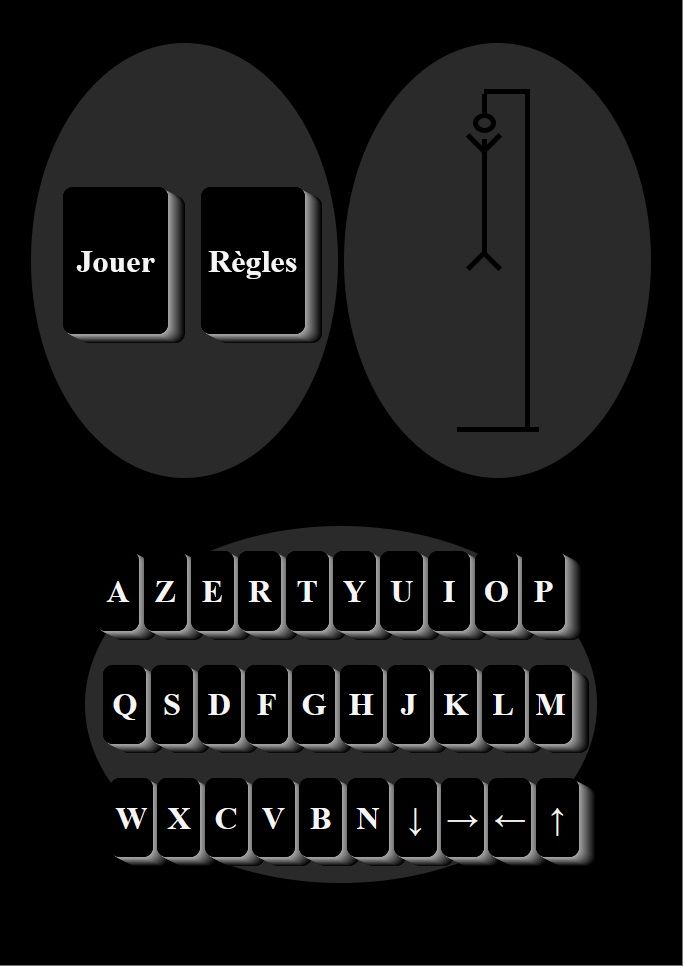 Jouer Règles
A Z E R T Y U I O P
Q S D F G H J K L M
W X C V B N ↓ → ← ↑